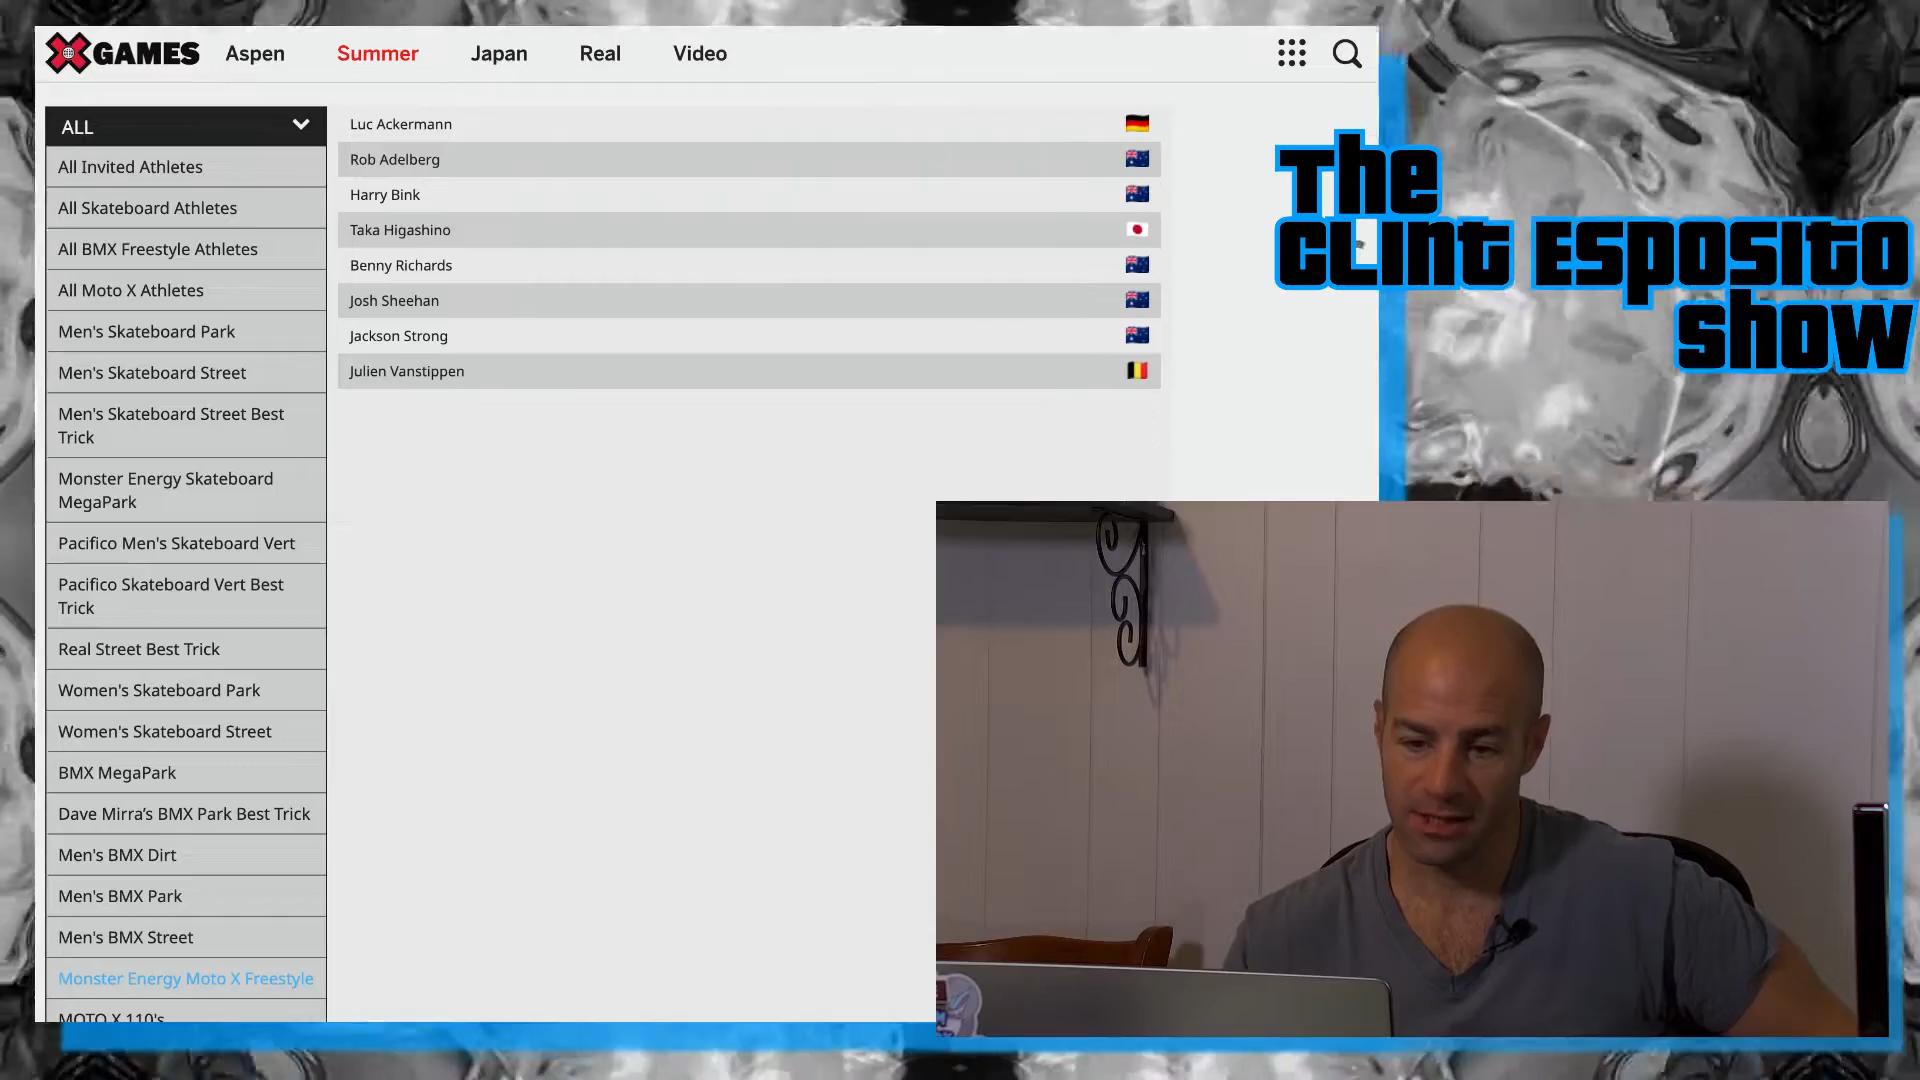 X GAMES Aspen Summer Japan Real Video
ALL
All Invited Athletes
All Skateboard Athletes
All BMX Freestyle Athletes
All Moto X Athletes
Men's Skateboard Park
Men's Skateboard Street
Men's Skateboard Street Best
Trick
Monster Energy Skateboard
MegaPark
Pacifico Men's Skateboard Vert
Pacifico Skateboard Vert Best
Trick
Real Street Best Trick
Women's Skateboard Park
Women's Skateboard Street
BMX MegaPark
Dave Mirra’s BMX Park Best Trick
Men's BMX Dirt
Men's BMX Park
Men's BMX Street
Monster Energy Moto X Freestyle
MOTO X 110's
Luc Ackermann
Rob Adelberg
Harry Bink
Taka Higashino
Benny Richards
Josh Sheehan
Jackson Strong
Julien Vanstippen
The
CLint Esposito
show